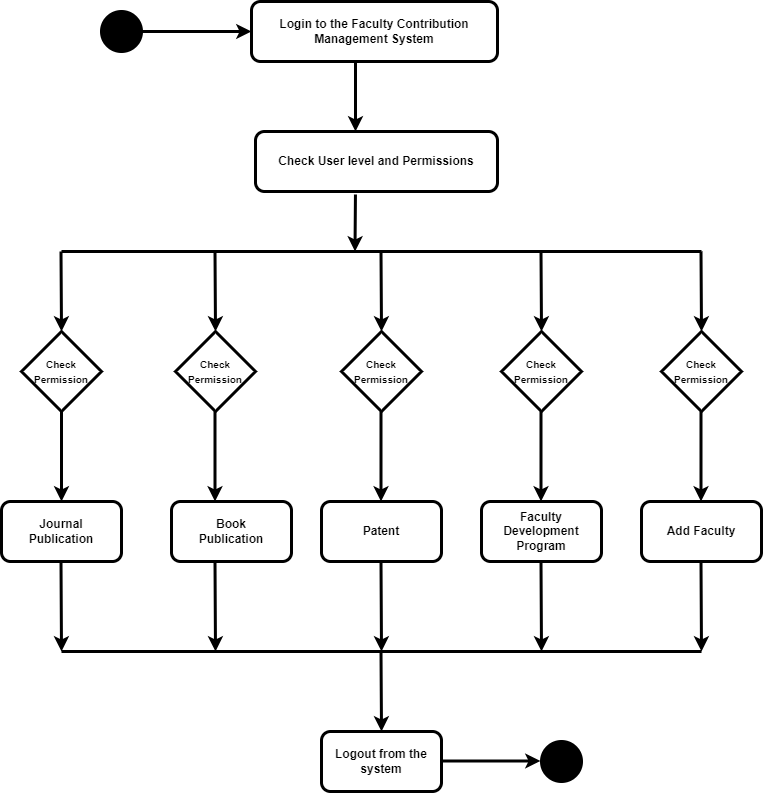 Login to the Faculty Contribution
Management System
Check User level and Permissions
Check
Permission
Check
Permission
Check
Permission
Check
Permission
Check
Permission
Journal
Publication
Book
Publication
Patent
Faculty
Development
Program
Add Faculty
Logout from the
system